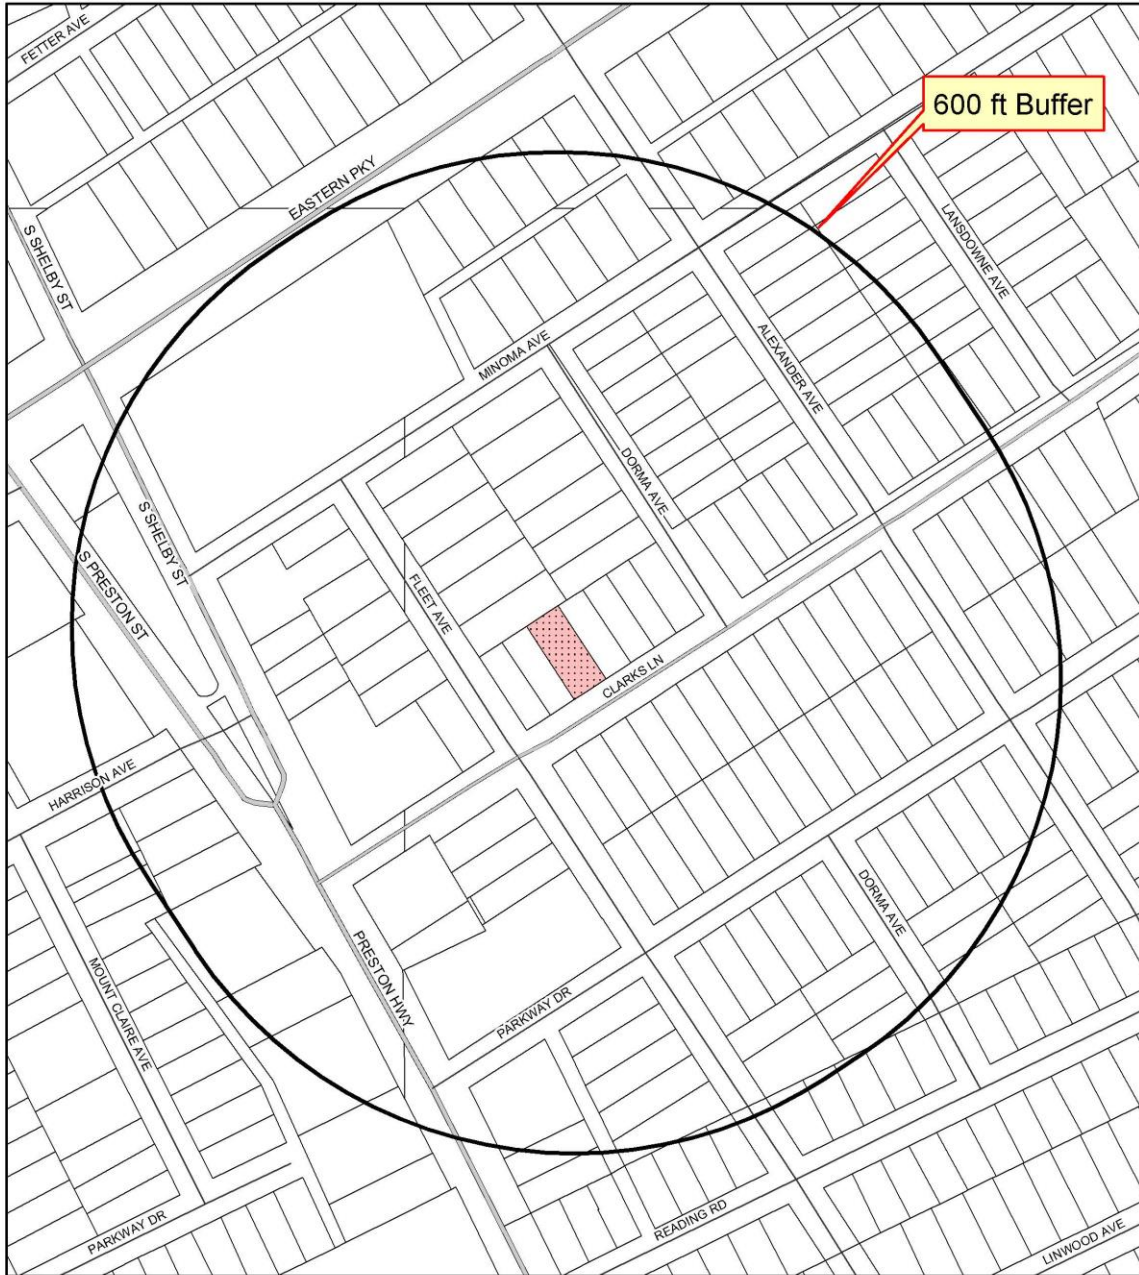 FETTER AVE
600 ft Buffer
EASTERN PKY
S SHELBY ST
LANSDOWNE AVE
MINOMA AVE
ALEXANDER AVE
DORMA AVE
S SHELBY ST
S PRESTON ST
FLEET AVE
CLARKS LN
HARRISON AVE
DORMA AVE
PRESTON HWY
MOUNT CLAIRE AVE
PARKWAY DR
PARKWAY DR
READING RD
LINWOOD AVE